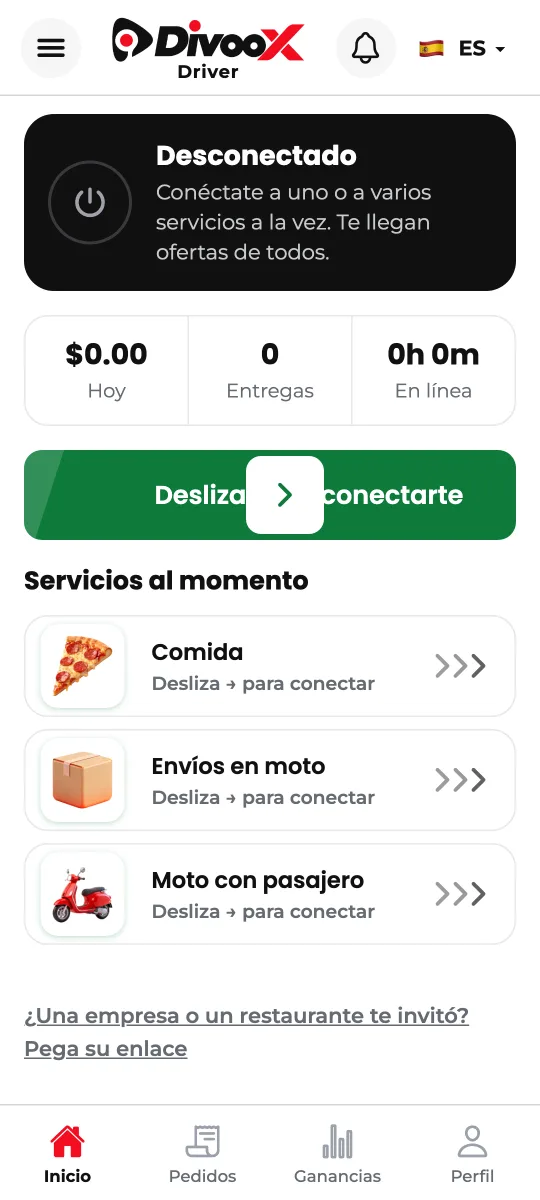 DivooX
Driver
ES
Desconectado
Conéctate a uno o a varios
servicios a la vez. Te llegan
ofertas de todos.
$0.00
0
0h 0m
Hoy
Entregas
En línea
Desliza conectarte
Servicios al momento
Comida
Desliza → para conectar
Envíos en moto
Desliza → para conectar
Moto con pasajero
Desliza → para conectar
¿Una empresa o un restaurante te invitó?
Pega su enlace
Inicio
Pedidos
Ganancias
Perfil